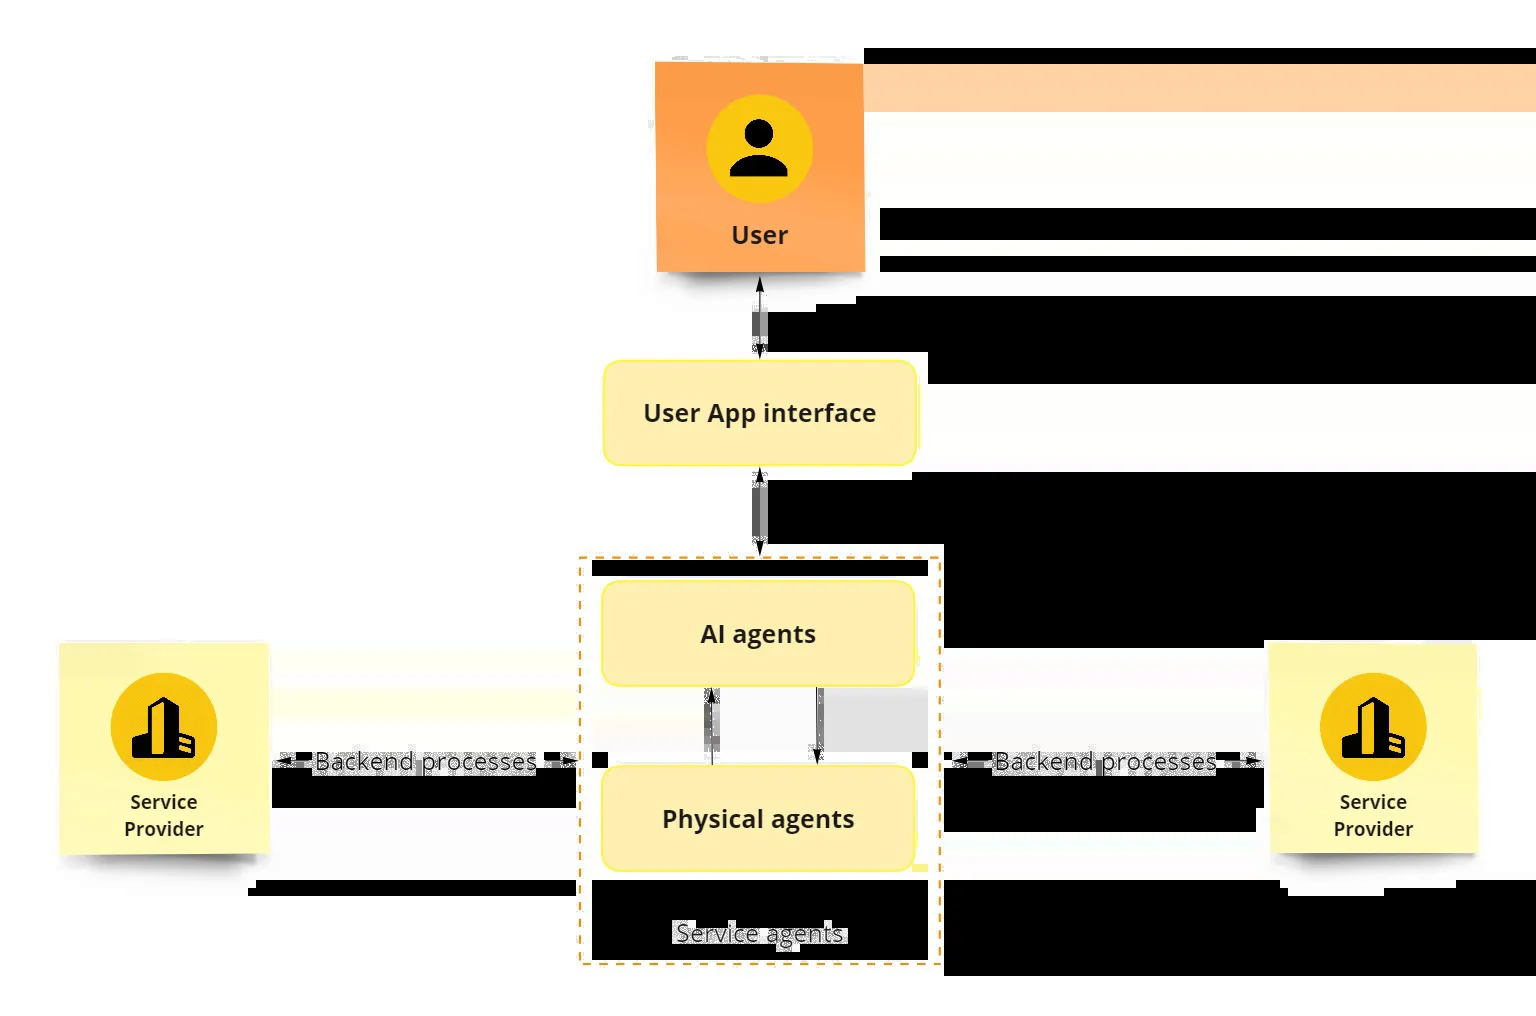 User
User App interface
AI agents
Backend processes
Backend processes
Service
Provider
Service
Provider
Physical agents
Service agents